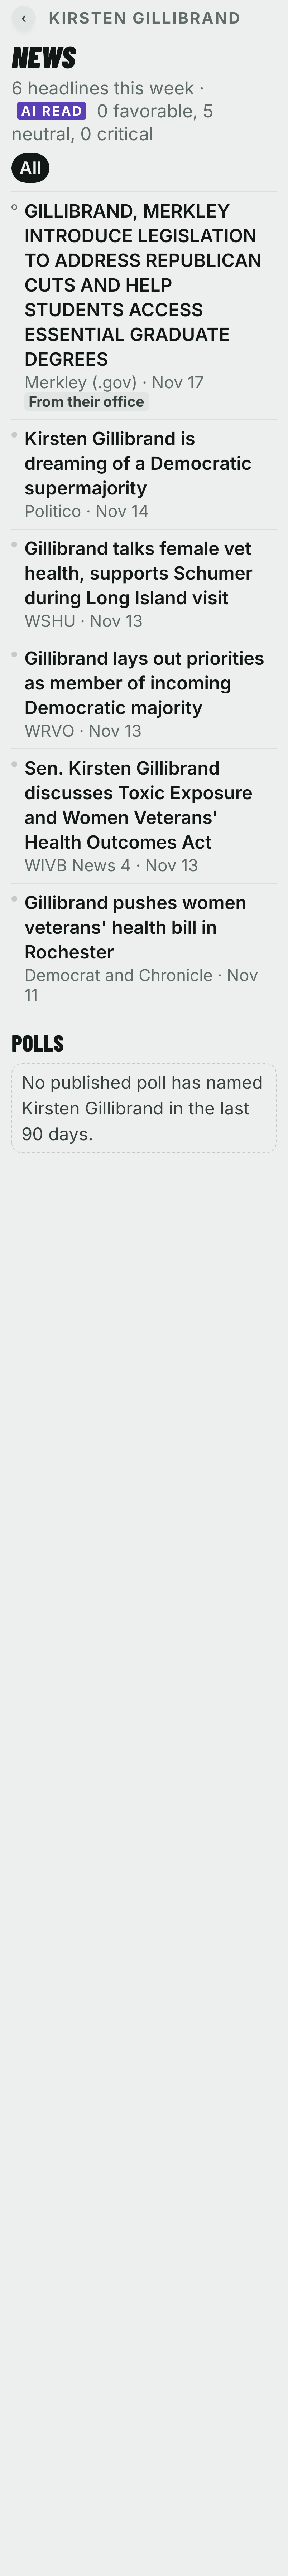 ‹ KIRSTEN GILLIBRAND
NEWS
6 headlines this week ·
AI READ 0 favorable, 5
neutral, 0 critical
All
GILLIBRAND, MERKLEY
INTRODUCE LEGISLATION
TO ADDRESS REPUBLICAN
CUTS AND HELP
STUDENTS ACCESS
ESSENTIAL GRADUATE
DEGREES
Merkley (.gov) · Nov 17
From their office
Kirsten Gillibrand is
dreaming of a Democratic
supermajority
Politico · Nov 14
Gillibrand talks female vet
health, supports Schumer
during Long Island visit
WSHU · Nov 13
Gillibrand lays out priorities
as member of incoming
Democratic majority
WRVO · Nov 13
Sen. Kirsten Gillibrand
discusses Toxic Exposure
and Women Veterans'
Health Outcomes Act
WIVB News 4 · Nov 13
Gillibrand pushes women
veterans' health bill in
Rochester
Democrat and Chronicle · Nov
11
POLLS
No published poll has named
Kirsten Gillibrand in the last
90 days.